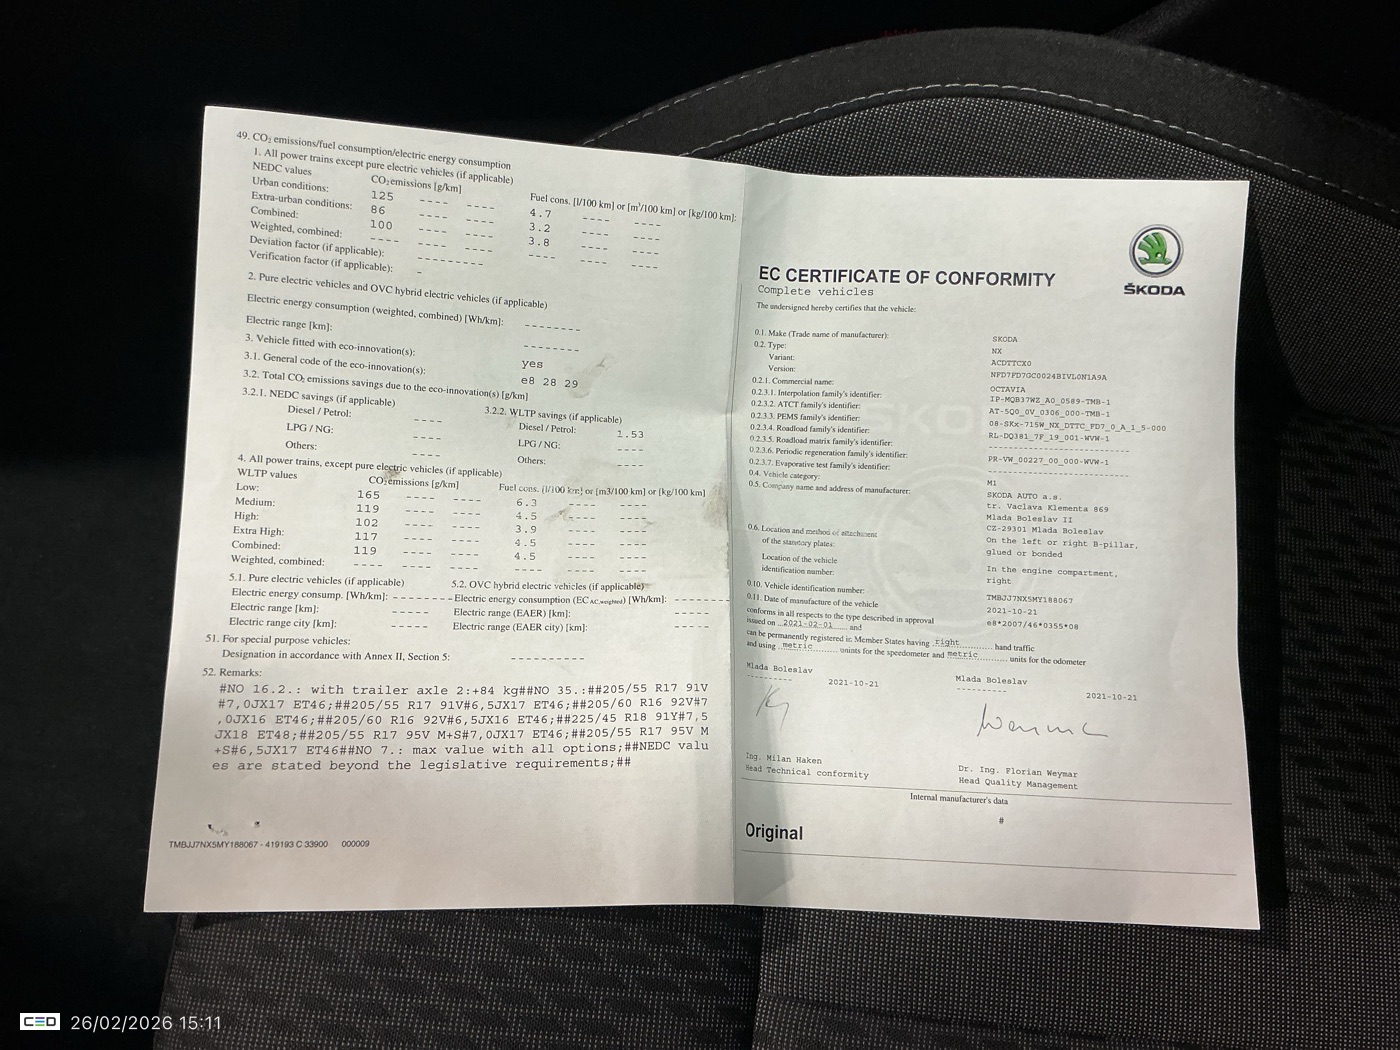 49. CO2 emissions/fuel consumption/electric energy consumption
1. All power trains except pure electric vehicles (if applicable)
NEDC values CO2 emissions [g/km] Fuel cons. [l/100 km] or [m³/100 km] or [kg/100 km]:
Urban conditions: 125 ---- ---- 4.7 ---- ----
Extra-urban conditions: 86 ---- ---- 3.2 ---- ----
Combined: 100 ---- ---- 3.8 ---- ----
Weighted, combined: ---- ---- ---- ---- ---- ----
Deviation factor (if applicable): ---------
Verification factor (if applicable): -
2. Pure electric vehicles and OVC hybrid electric vehicles (if applicable)
Electric energy consumption (weighted, combined) [Wh/km]: --------
Electric range [km]: --------
3. Vehicle fitted with eco-innovation(s): yes
3.1. General code of the eco-innovation(s): e8 28 29
3.2. Total CO2 emissions savings due to the eco-innovation(s) [g/km]
3.2.1. NEDC savings (if applicable) 3.2.2. WLTP savings (if applicable)
Diesel / Petrol: ---- Diesel / Petrol: 1.53
LPG / NG: ---- LPG / NG: ----
Others: ---- Others: ----
4. All power trains, except pure electric vehicles (if applicable)
WLTP values CO2 emissions [g/km] Fuel cons. [l/100 km] or [m3/100 km] or [kg/100 km]
Low: 165 ---- ---- 6.3 ---- ----
Medium: 119 ---- ---- 4.5 ---- ----
High: 102 ---- ---- 3.9 ---- ----
Extra High: 117 ---- ---- 4.5 ---- ----
Combined: 119 ---- ---- 4.5 ---- ----
Weighted, combined: ---- ---- ---- ---- ---- ----
5.1. Pure electric vehicles (if applicable) 5.2. OVC hybrid electric vehicles (if applicable)
Electric energy consump. [Wh/km]: -------- Electric energy consumption (ECAC,weighted) [Wh/km]: --------
Electric range [km]: ----- Electric range (EAER) [km]: -----
Electric range city [km]: ----- Electric range (EAER city) [km]: -----
51. For special purpose vehicles:
Designation in accordance with Annex II, Section 5: ----------
52. Remarks:
#NO 16.2.: with trailer axle 2:+84 kg##NO 35.:##205/55 R17 91V
#7,0JX17 ET46;##205/55 R17 91V#6,5JX17 ET46;##205/60 R16 92V#7
,0JX16 ET46;##205/60 R16 92V#6,5JX16 ET46;##225/45 R18 91Y#7,5
JX18 ET48;##205/55 R17 95V M+S#7,0JX17 ET46;##205/55 R17 95V M
+S#6,5JX17 ET46##NO 7.: max value with all options;##NEDC valu
es are stated beyond the legislative requirements;##
TMBJJ7NX5MY188067 - 419193 C 33900 000009
ŠKODA
EC CERTIFICATE OF CONFORMITY
Complete vehicles
The undersigned hereby certifies that the vehicle:
0.1. Make (Trade name of manufacturer): SKODA
0.2. Type: NX
Variant: ACDTTCX0
Version: NFD7FD7GC0024BIVL0N1A9A
0.2.1. Commercial name: OCTAVIA
0.2.3.1. Interpolation family's identifier: IP-MQB37WZ_A0_0589-TMB-1
0.2.3.2. ATCT family's identifier: AT-5Q0_0V_0306_000-TMB-1
0.2.3.3. PEMS family's identifier: 08-SKx-715W_NX_DTTC_FD7_0_A_1_5-000
0.2.3.4. Roadload family's identifier: RL-DQ381_7F_19_001-WVW-1
0.2.3.5. Roadload matrix family's identifier: --------------------------
0.2.3.6. Periodic regeneration family's identifier: PR-VW_00227_00_000-WVW-1
0.2.3.7. Evaporative test family's identifier: --------------------------
0.4. Vehicle category: M1
0.5. Company name and address of manufacturer: SKODA AUTO a.s.
tr. Vaclava Klementa 869
Mlada Boleslav II
CZ-29301 Mlada Boleslav
0.6. Location and method of attachment On the left or right B-pillar,
of the statutory plates: glued or bonded
Location of the vehicle In the engine compartment,
identification number: right
0.10. Vehicle identification number: TMBJJ7NX5MY188067
0.11. Date of manufacture of the vehicle 2021-10-21
conforms in all respects to the type described in approval e8*2007/46*0355*08
issued on 2021-02-01 and
can be permanently registered in Member States having right hand traffic
and using metric unints for the speedometer and metric units for the odometer
Mlada Boleslav 2021-10-21 Mlada Boleslav 2021-10-21
Ing. Milan Haken Dr. Ing. Florian Weymar
Head Technical conformity Head Quality Management
Internal manufacturer's data
#
Original
CED 26/02/2026 15:11